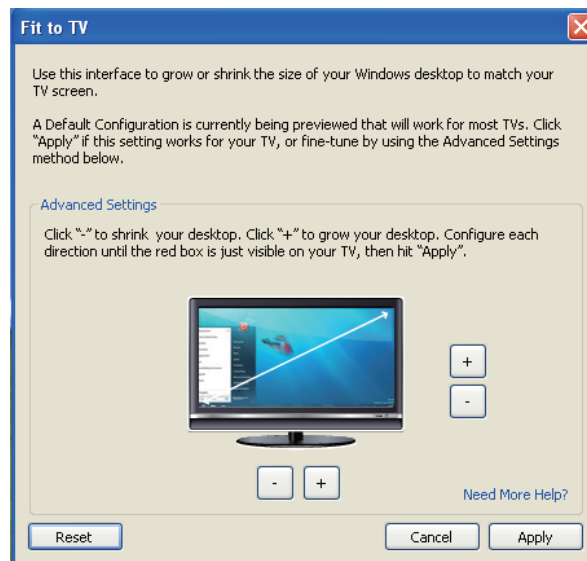 Fit to TV
Use this interface to grow or shrink the size of your Windows desktop to match your
TV screen.
A Default Configuration is currently being previewed that will work for most TVs. Click
"Apply" if this setting works for your TV, or fine-tune by using the Advanced Settings
method below.
Advanced Settings
Click "-" to shrink your desktop. Click "+" to grow your desktop. Configure each
direction until the red box is just visible on your TV, then hit "Apply".
+
-
- +
Need More Help?
Reset Cancel Apply